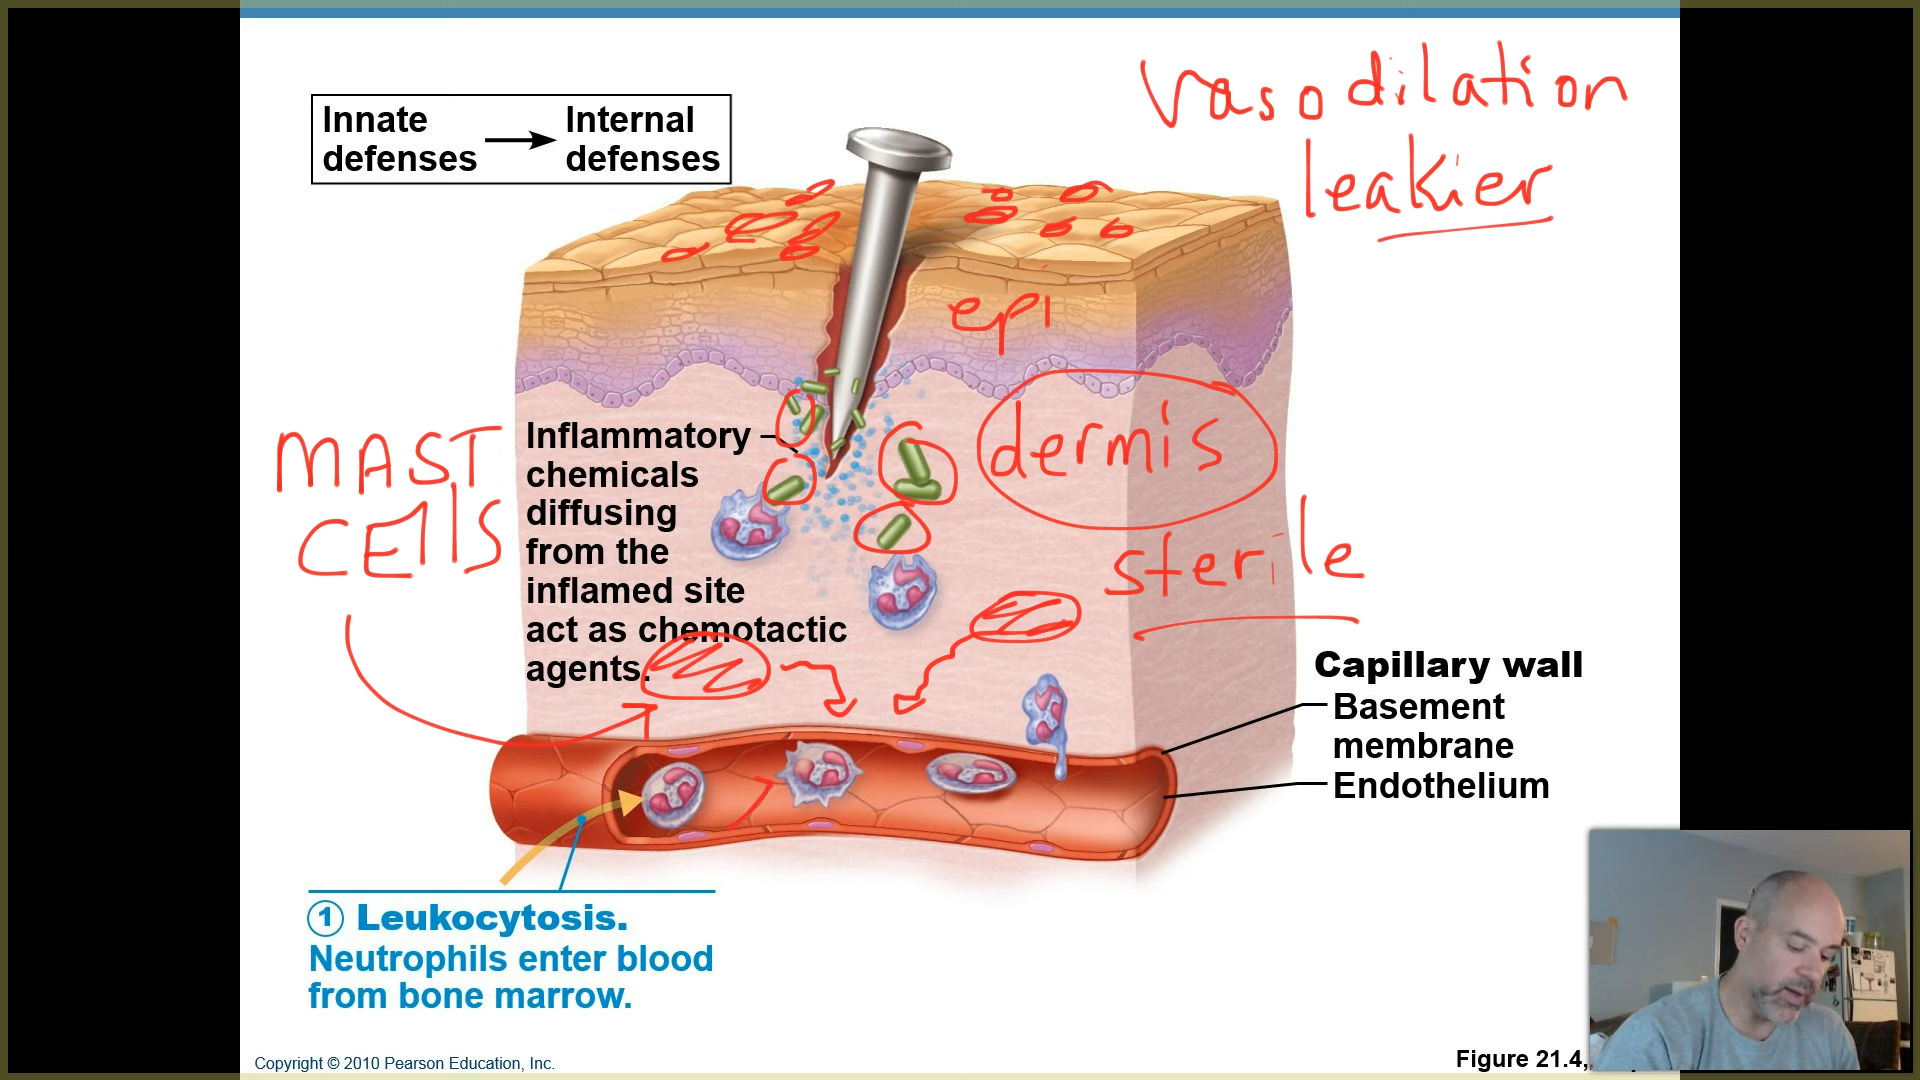 Innate defenses → Internal defenses
vasodilation
leakier
epi
dermis
sterile
MAST
CEllS
Inflammatory
chemicals
diffusing
from the
inflamed site
act as chemotactic
agents.
Capillary wall
Basement
membrane
Endothelium
1 Leukocytosis.
Neutrophils enter blood
from bone marrow.
Copyright © 2010 Pearson Education, Inc.
Figure 21.4,